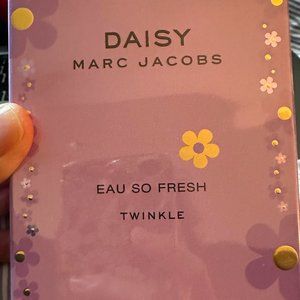 DAISY
MARC JACOBS
EAU SO FRESH
TWINKLE